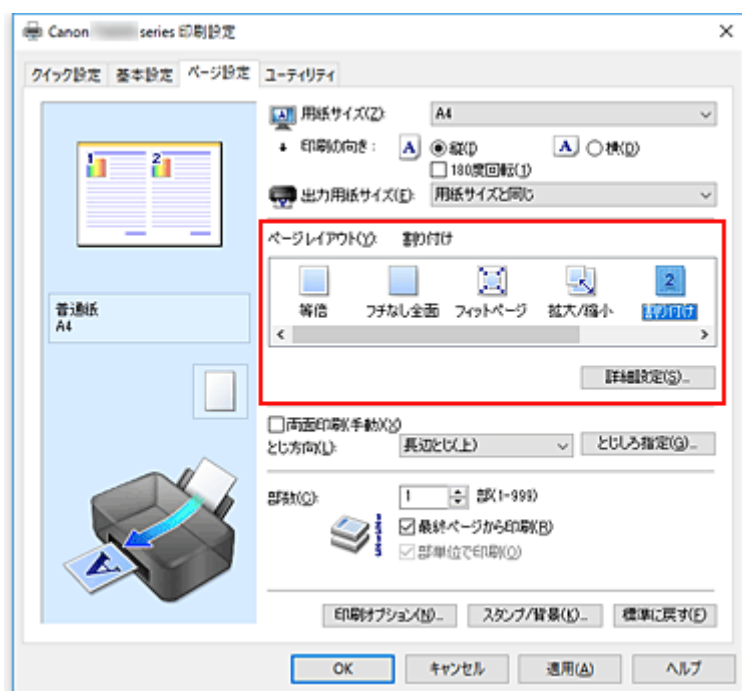 Canon series 印刷設定
クイック設定 基本設定 ページ設定 ユーティリティ
用紙サイズ(Z): A4
印刷の向き: A 縦(I) A 横(D)
180度回転(1)
出力用紙サイズ(E): 用紙サイズと同じ
1 2
ページレイアウト(Y): 割り付け
2
等倍 フチなし全面 フィットページ 拡大/縮小 割り付け
普通紙
A4
詳細設定(S)...
両面印刷(手動)(X)
とじ方向(L): 長辺とじ(上) とじしろ指定(G)...
部数(C): 1 部(1-999)
最終ページから印刷(R)
部単位で印刷(O)
A
印刷オプション(N)... スタンプ/背景(K)... 標準に戻す(F)
OK キャンセル 適用(A) ヘルプ